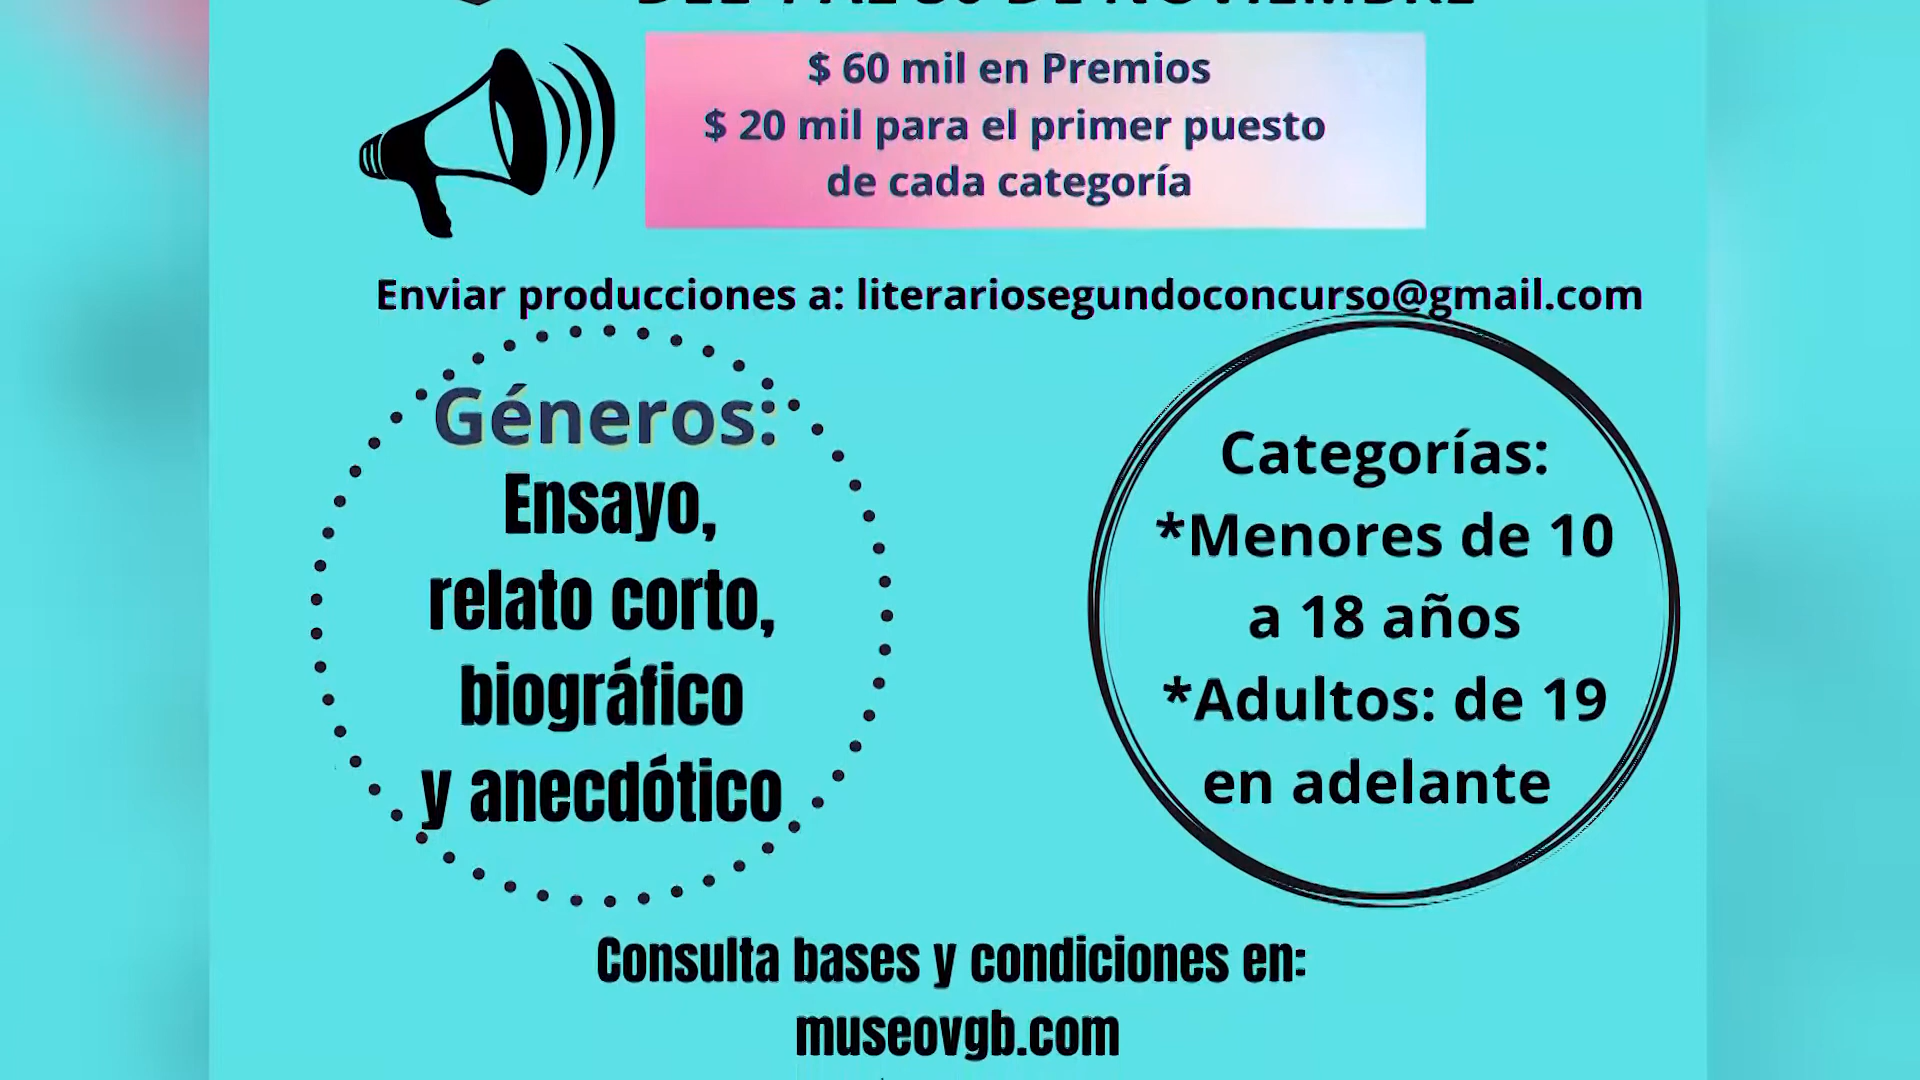 DE NOVIEMBRE
$ 60 mil en Premios
$ 20 mil para el primer puesto
de cada categoría
Enviar producciones a: literariosegundoconcurso@gmail.com
Géneros:
Ensayo,
relato corto,
biográfico
y anecdótico
Categorías:
*Menores de 10
a 18 años
*Adultos: de 19
en adelante
Consulta bases y condiciones en:
museovgb.com